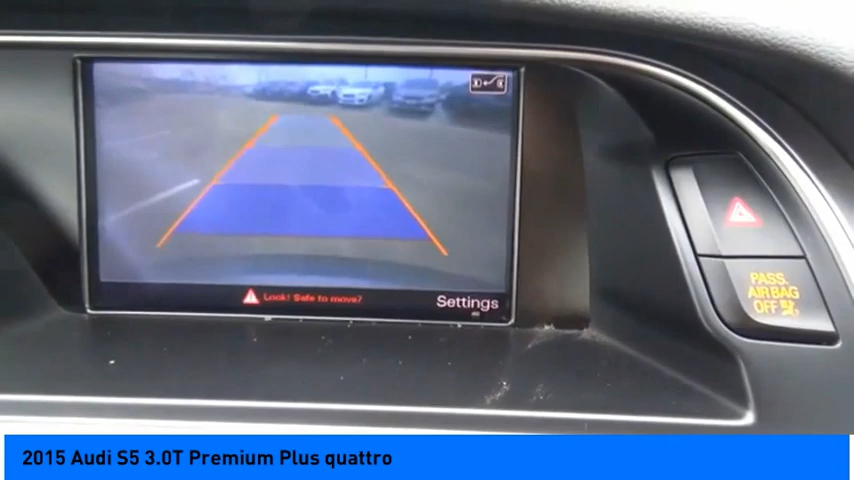 Look! Safe to move?
Settings
PASS.
AIR BAG
OFF
2015 Audi S5 3.0T Premium Plus quattro